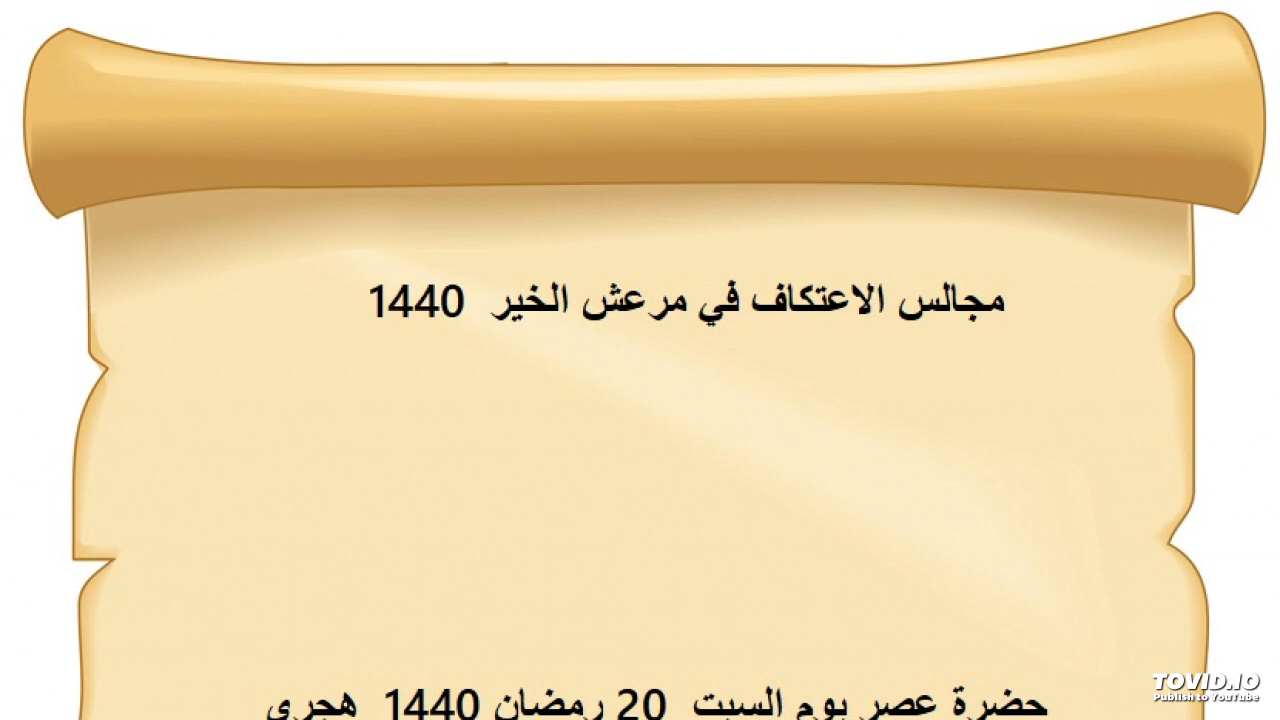 مجالس الاعتكاف في مرعش الخير 1440
حضرة عصر يوم السبت 20 رمضان 1440 هجري
TOVID.IO
Publish to YouTube